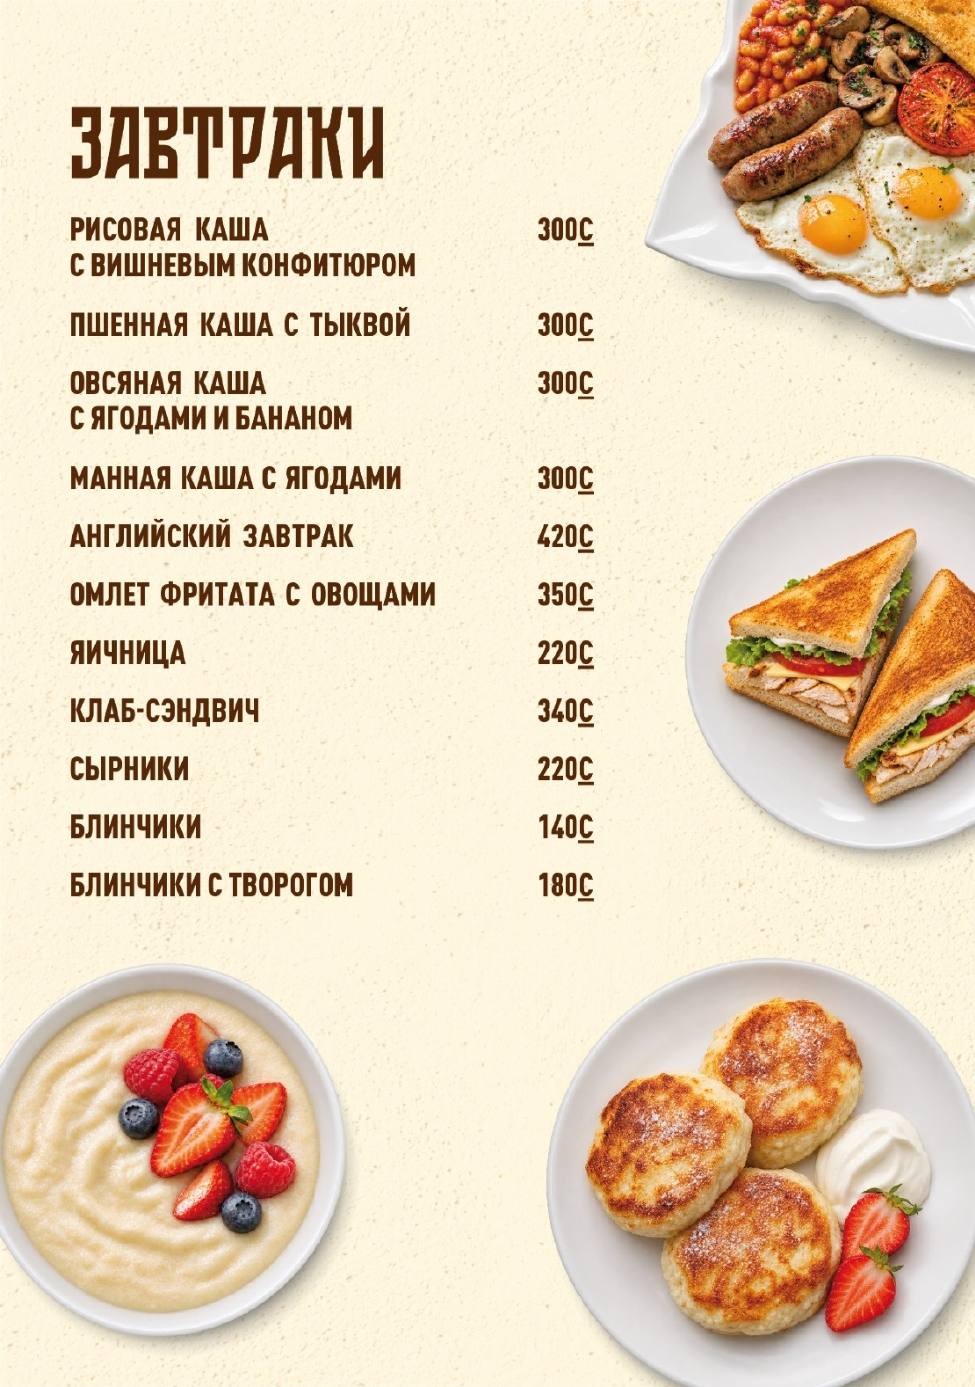 ЗАВТРАКИ
РИСОВАЯ КАША 300С
С ВИШНЕВЫМ КОНФИТЮРОМ
ПШЕННАЯ КАША С ТЫКВОЙ 300С
ОВСЯНАЯ КАША 300С
С ЯГОДАМИ И БАНАНОМ
МАННАЯ КАША С ЯГОДАМИ 300С
АНГЛИЙСКИЙ ЗАВТРАК 420С
ОМЛЕТ ФРИТАТА С ОВОЩАМИ 350С
ЯИЧНИЦА 220С
КЛАБ-СЭНДВИЧ 340С
СЫРНИКИ 220С
БЛИНЧИКИ 140С
БЛИНЧИКИ С ТВОРОГОМ 180С